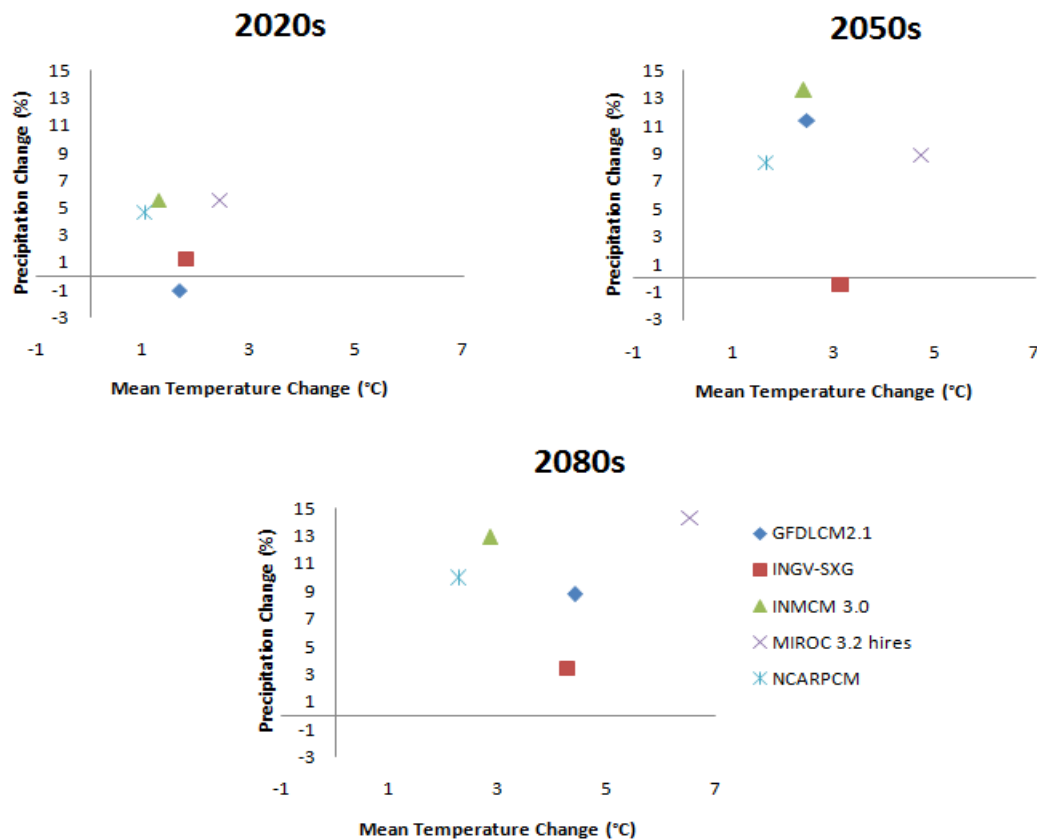 2020s
Precipitation Change (%)
15
13
11
9
7
5
3
1
-1
-3
-1 1 3 5 7
Mean Temperature Change (°C)
2050s
Precipitation Change (%)
15
13
11
9
7
5
3
1
-1
-3
-1 1 3 5 7
Mean Temperature Change (°C)
2080s
Precipitation Change (%)
15
13
11
9
7
5
3
1
-1
-3
-1 1 3 5 7
Mean Temperature Change (°C)
GFDLCM2.1
INGV-SXG
INMCM 3.0
MIROC 3.2 hires
NCARPCM